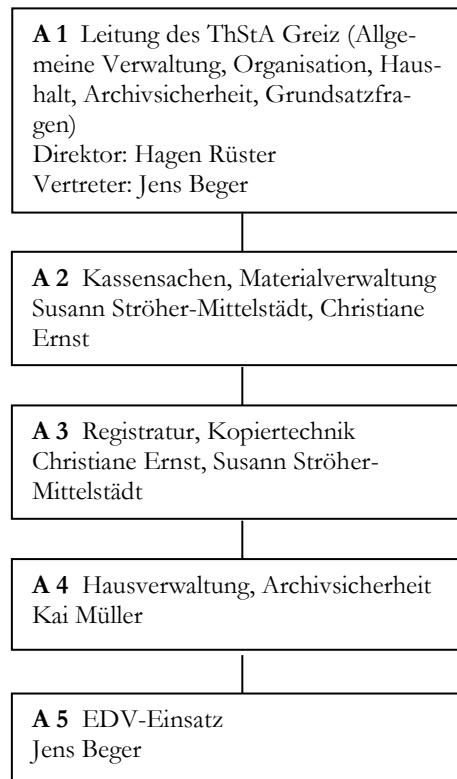 A 1 Leitung des ThStA Greiz (Allge-
meine Verwaltung, Organisation, Haus-
halt, Archivsicherheit, Grundsatzfra-
gen)
Direktor: Hagen Rüster
Vertreter: Jens Beger
A 2 Kassensachen, Materialverwaltung
Susann Ströher-Mittelstädt, Christiane
Ernst
A 3 Registratur, Kopiertechnik
Christiane Ernst, Susann Ströher-
Mittelstädt
A 4 Hausverwaltung, Archivsicherheit
Kai Müller
A 5 EDV-Einsatz
Jens Beger